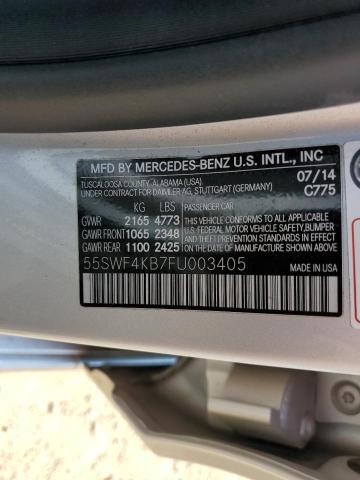 MFD BY MERCEDES-BENZ U.S. INTL., INC
TUSCALOOSA COUNTY, ALABAMA (USA) 07/14
UNDER CONTRACT FOR DAIMLER AG, STUTTGART (GERMANY) C775
KG LBS PASSENGER CAR
GVWR 2165 4773 THIS VEHICLE CONFORMS TO ALL APPLICABLE
GAWR FRONT 1065 2348 FEDERAL MOTOR VEHICLE SAFETY, BUMPER,
GAWR REAR 1100 2425 AND THEFT PREVENTION STANDARDS IN EFFECT ON THE DATE OF MANUFACTURE SHOWN ABOVE.
55SWF4KB7FU003405